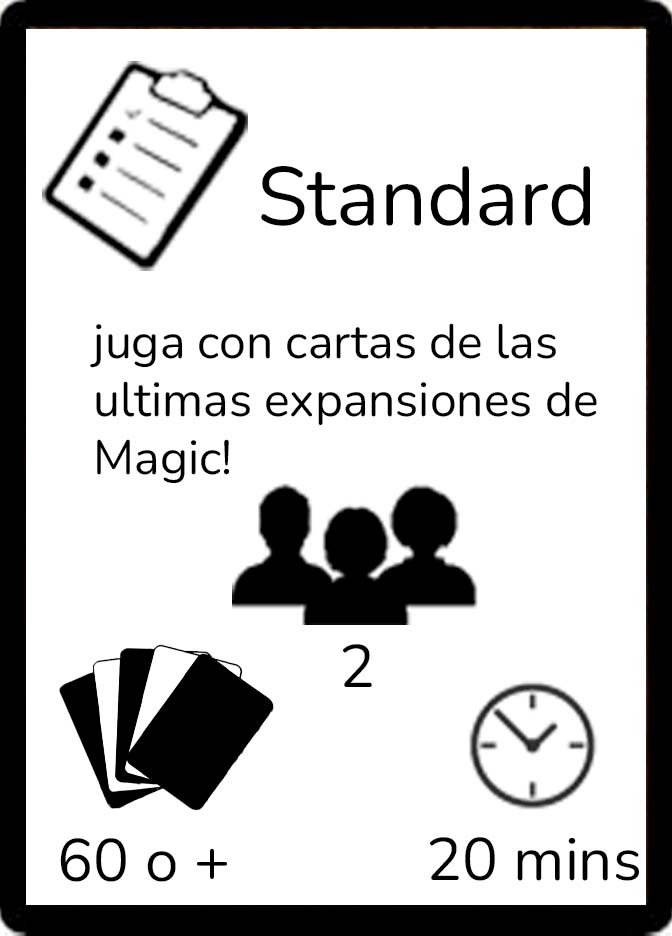 Standard
juga con cartas de las
ultimas expansiones de
Magic!
2
60 o +
20 mins